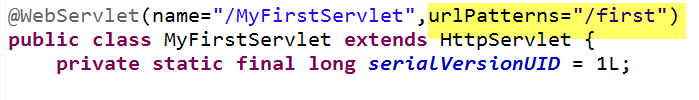 @WebServlet(name="/MyFirstServlet",urlPatterns="/first")
public class MyFirstServlet extends HttpServlet {
    private static final long serialVersionUID = 1L;